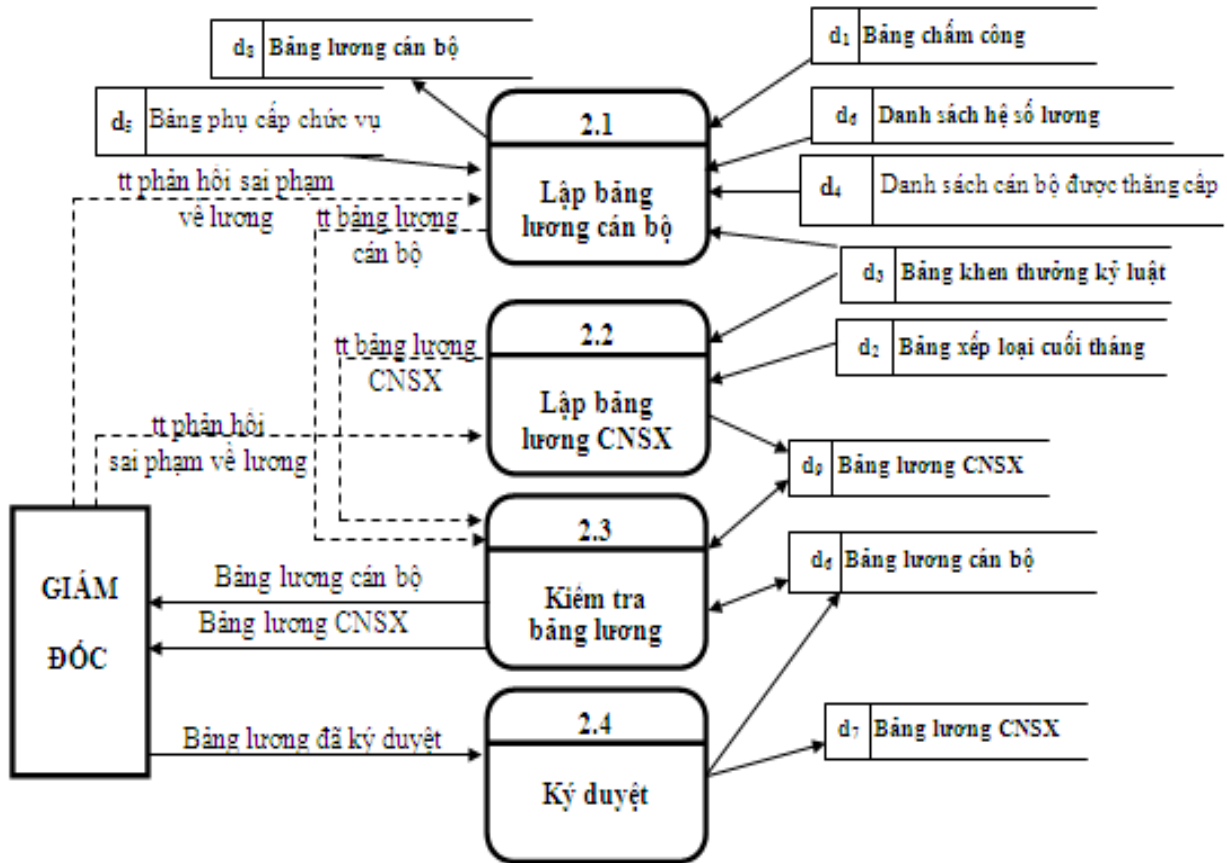 d8 Bảng lương cán bộ
d1 Bảng chấm công
d5 Bảng phụ cấp chức vụ
2.1
Lập bảng
lương cán bộ
d6 Danh sách hệ số lương
d4 Danh sách cán bộ được thăng cấp
tt phản hồi sai phạm
về lương
tt bảng lương
cán bộ
d3 Bảng khen thưởng kỷ luật
2.2
Lập bảng
lương CNSX
tt bảng lương
CNSX
d2 Bảng xếp loại cuối tháng
tt phản hồi
sai phạm về lương
d9 Bảng lương CNSX
2.3
Kiểm tra
bảng lương
d6 Bảng lương cán bộ
GIÁM
ĐỐC
Bảng lương cán bộ
Bảng lương CNSX
Bảng lương đã ký duyệt
2.4
Ký duyệt
d7 Bảng lương CNSX